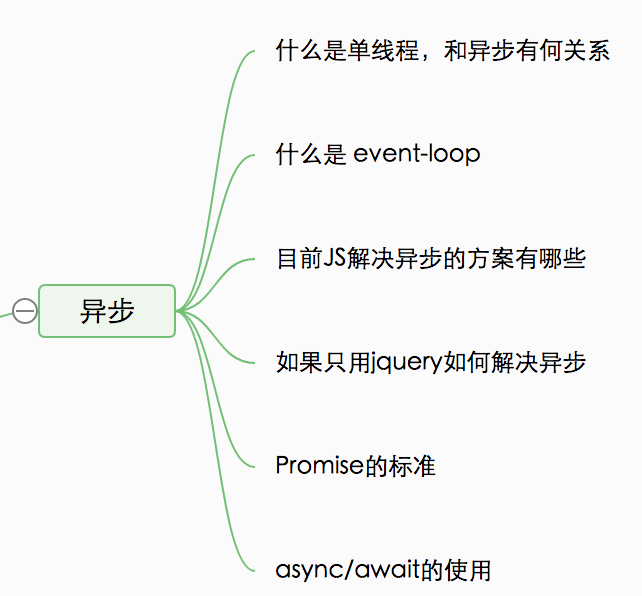 什么是单线程，和异步有何关系
什么是 event-loop
目前JS解决异步的方案有哪些
异步
如果只用jquery如何解决异步
Promise的标准
async/await的使用